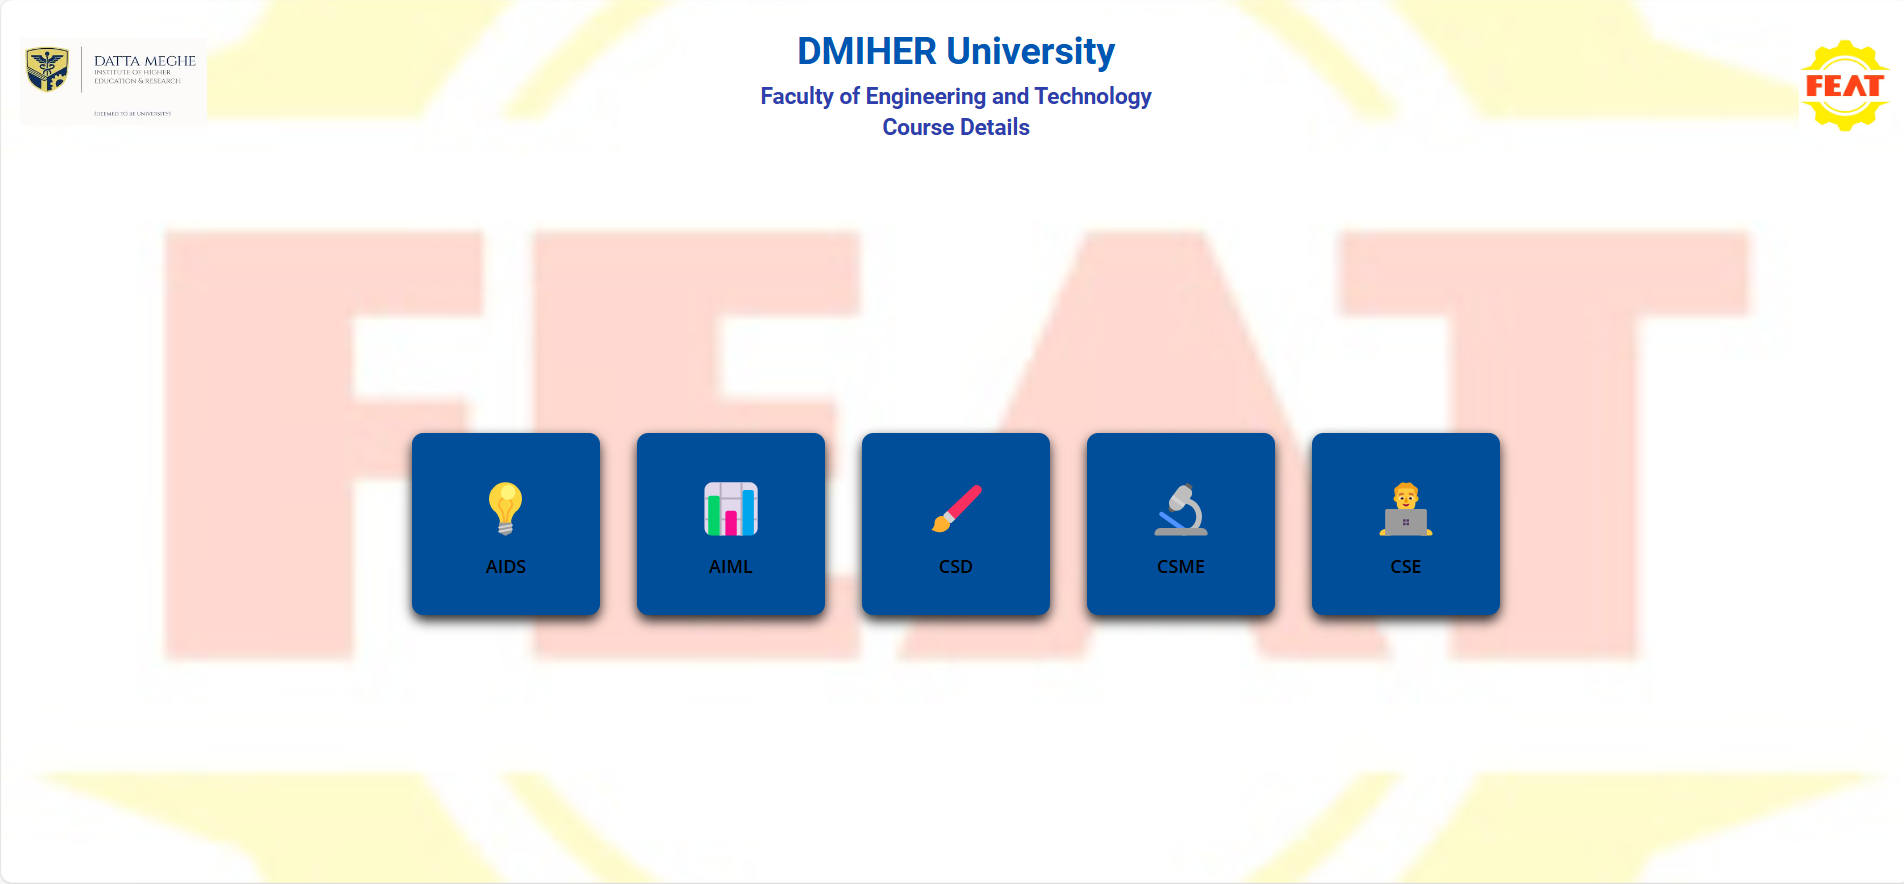 DMIHER University
Faculty of Engineering and Technology
Course Details
DATTA MEGHE
INSTITUTE OF HIGHER
EDUCATION & RESEARCH
(DEEMED TO BE UNIVERSITY)
FEAT
FEAT
AIDS
AIML
CSD
CSME
CSE